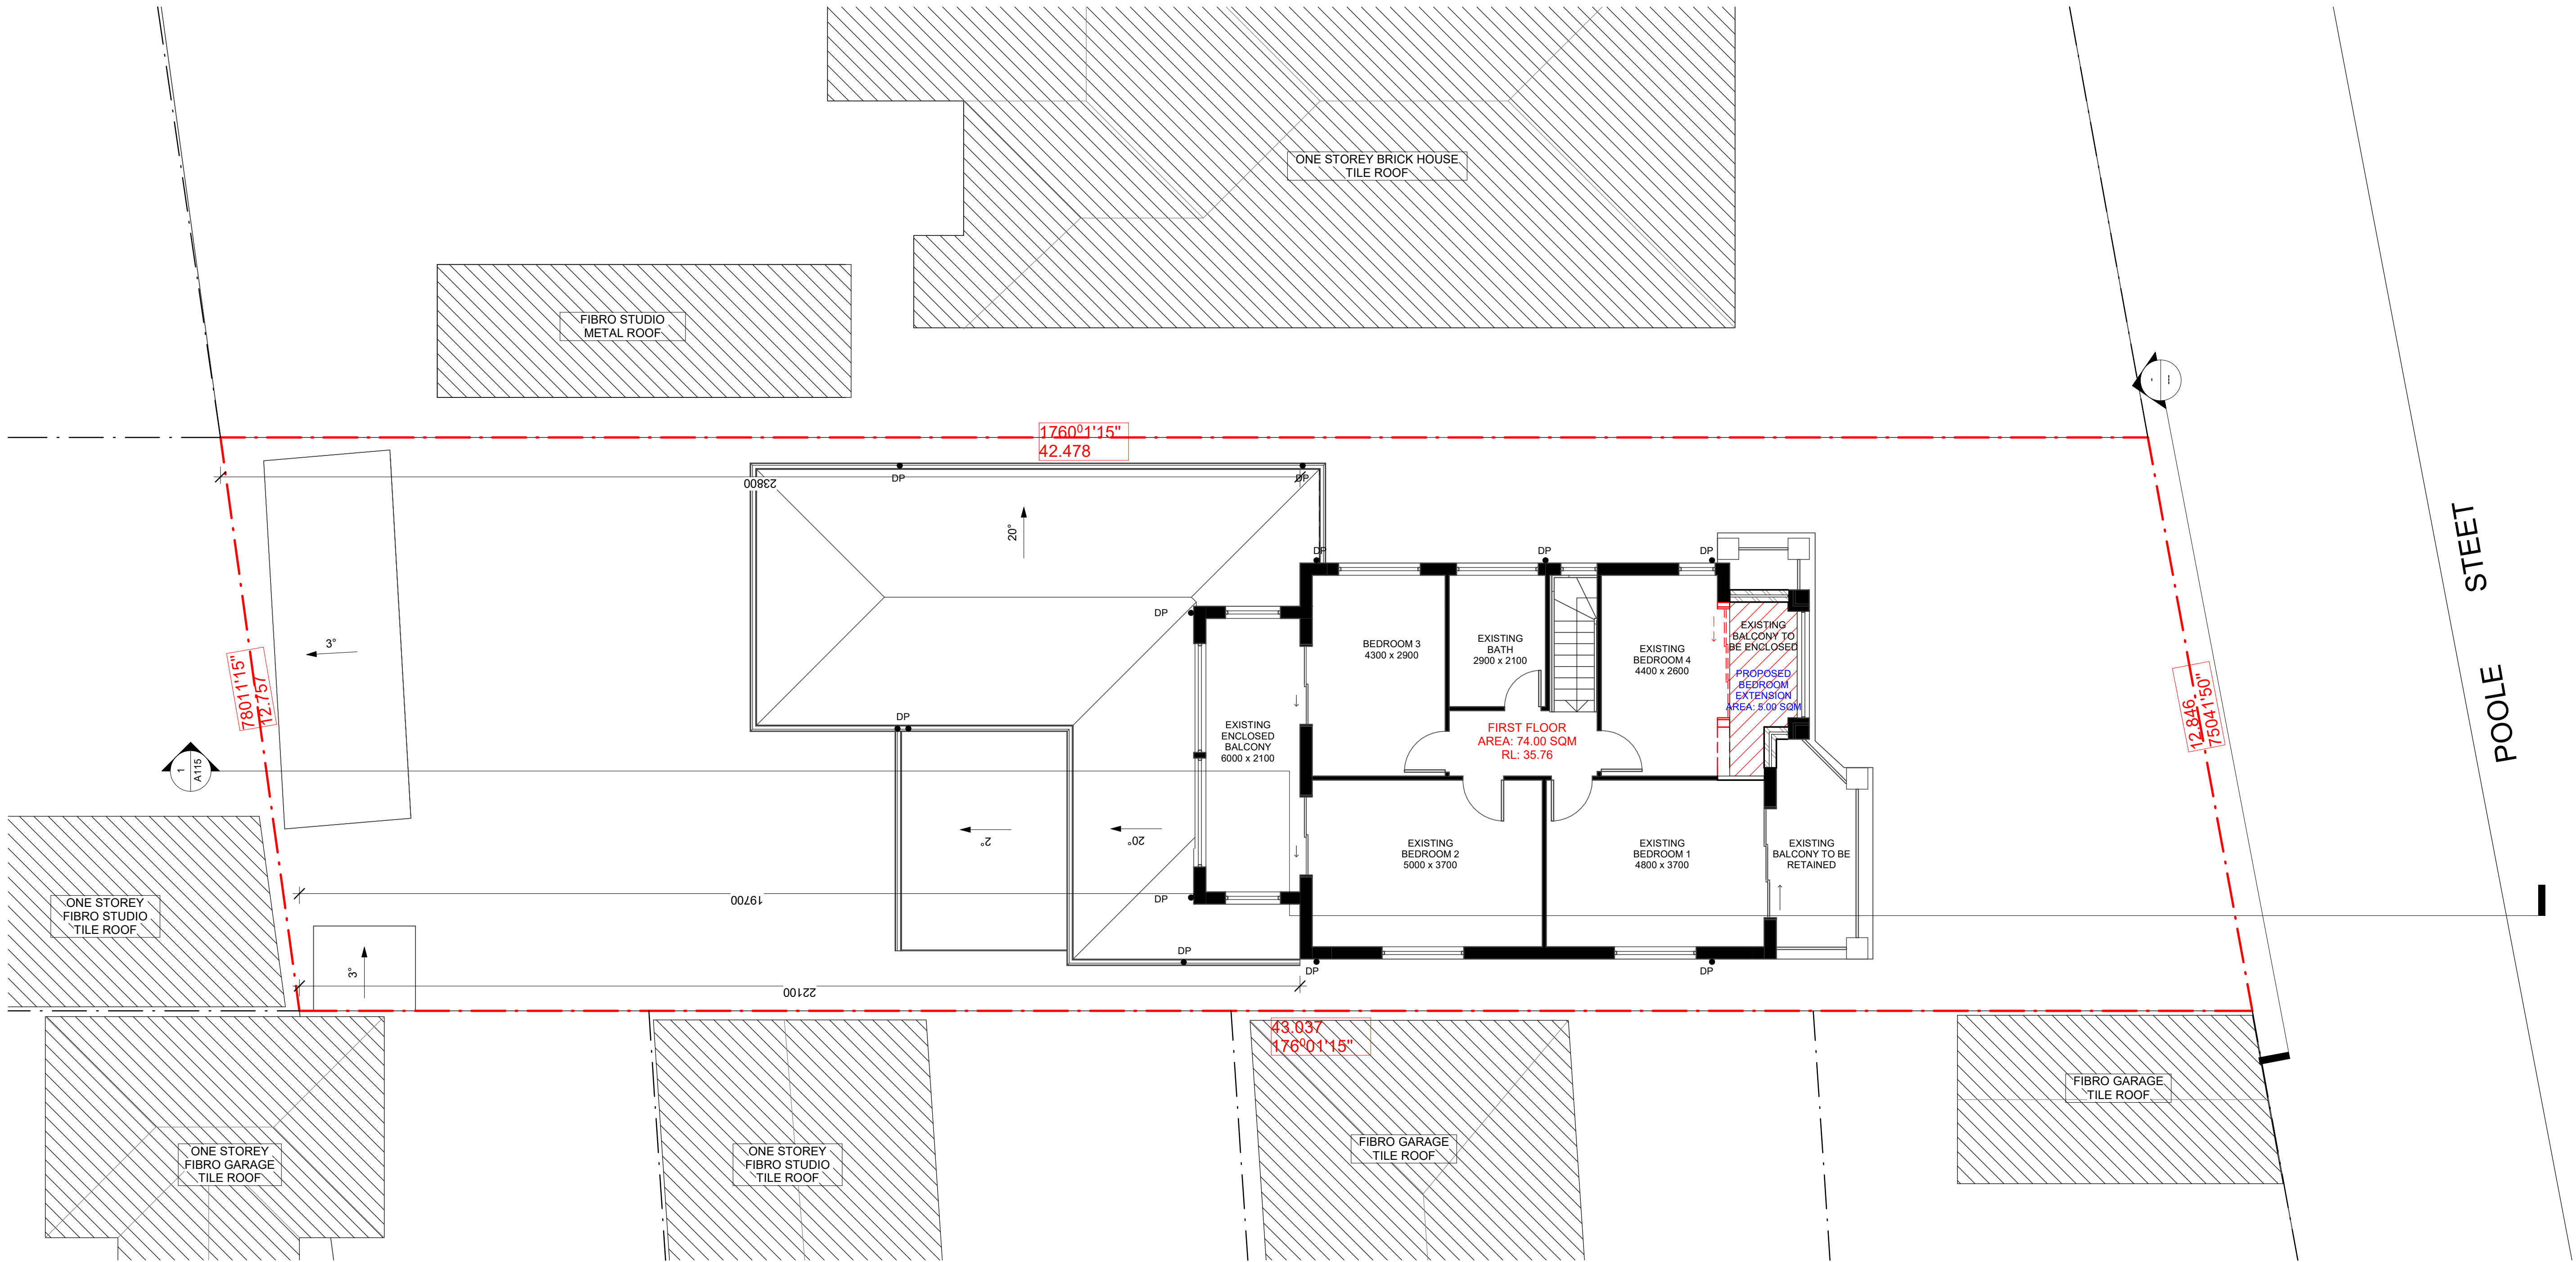 ONE STOREY BRICK HOUSE
TILE ROOF
FIBRO STUDIO
METAL ROOF
1760⁰1'15"
42.478
23800
DP
DP
20°
DP
DP
DP
STEET
POOLE
3°
DP
BEDROOM 3
4300 x 2900
EXISTING
BATH
2900 x 2100
EXISTING
BEDROOM 4
4400 x 2600
EXISTING
BALCONY TO
BE ENCLOSED
PROPOSED
BEDROOM
EXTENSION
AREA: 5.00 SQM
78011'15"
12.757
12.846
75041'50"
DP
EXISTING
ENCLOSED
BALCONY
6000 x 2100
FIRST FLOOR
AREA: 74.00 SQM
RL: 35.76
1
A115
2°
20°
EXISTING
BEDROOM 2
5000 x 3700
EXISTING
BEDROOM 1
4800 x 3700
EXISTING
BALCONY TO BE
RETAINED
19700
DP
ONE STOREY
FIBRO STUDIO
TILE ROOF
DP
DP
DP
3°
22100
43.037
176⁰01'15"
FIBRO GARAGE
TILE ROOF
ONE STOREY
FIBRO GARAGE
TILE ROOF
ONE STOREY
FIBRO STUDIO
TILE ROOF
FIBRO GARAGE
TILE ROOF